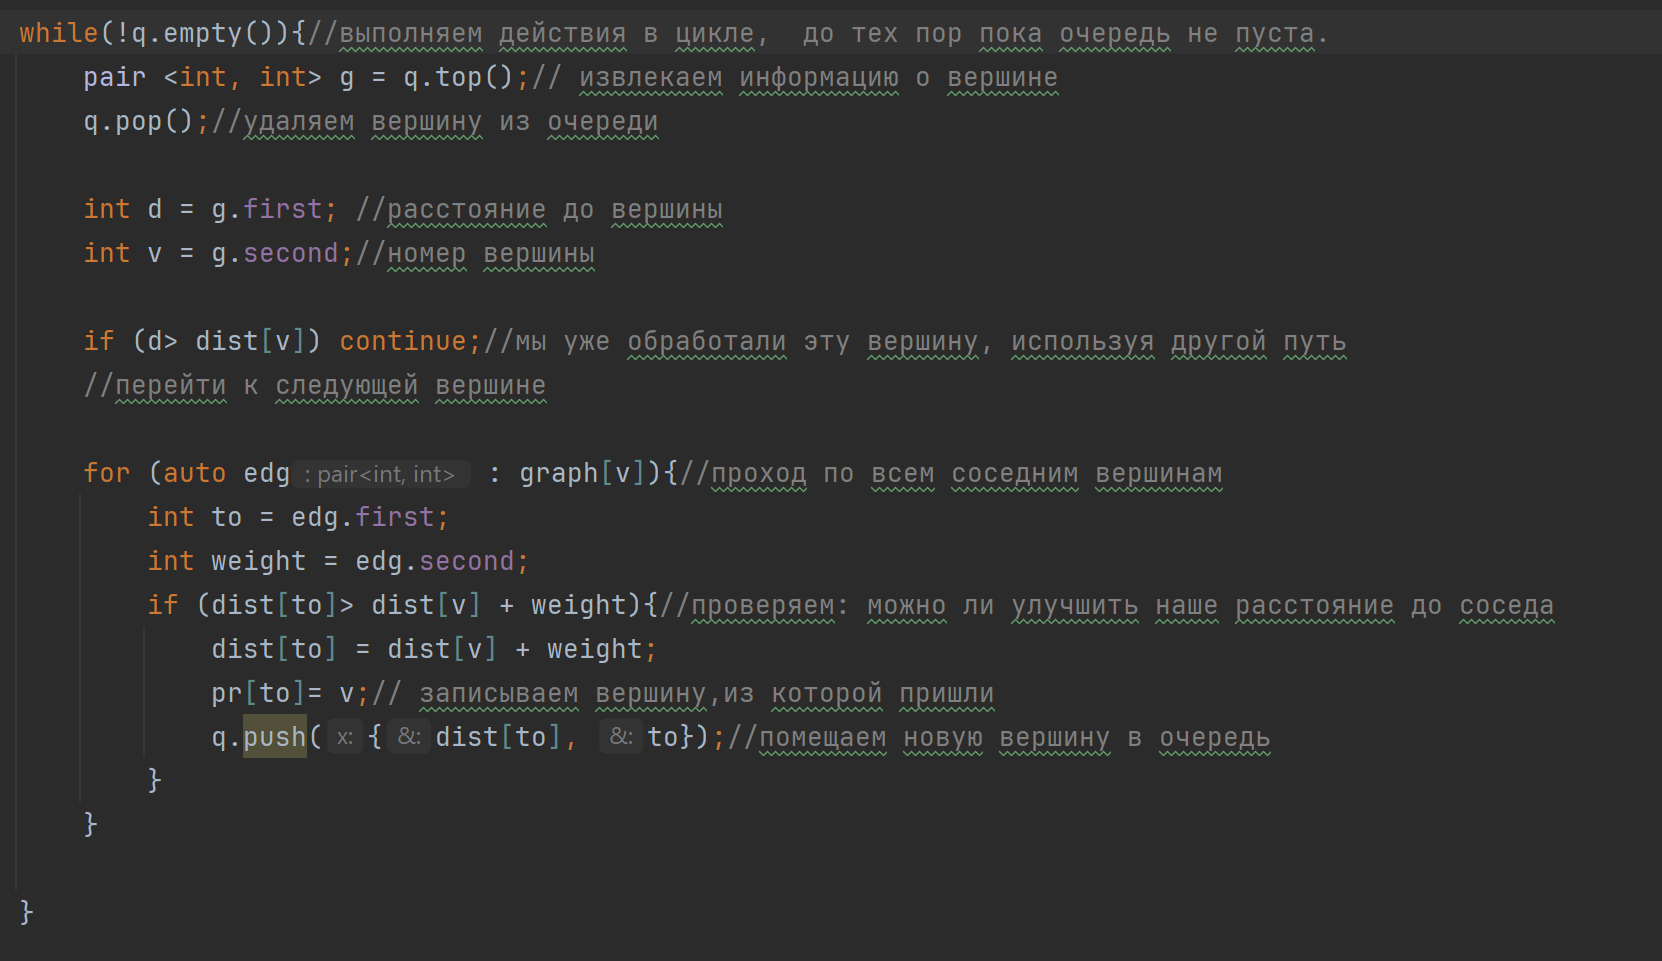 while(!q.empty()){//выполняем действия в цикле,  до тех пор пока очередь не пуста.
pair <int, int> g = q.top();// извлекаем информацию о вершине
q.pop();//удаляем вершину из очереди
int d = g.first; //расстояние до вершины
int v = g.second;//номер вершины
if (d> dist[v]) continue;//мы уже обработали эту вершину, используя другой путь
//перейти к следующей вершине
for (auto edg : pair<int, int> : graph[v]){//проход по всем соседним вершинам
int to = edg.first;
int weight = edg.second;
if (dist[to]> dist[v] + weight){//проверяем: можно ли улучшить наше расстояние до соседа
dist[to] = dist[v] + weight;
pr[to]= v;// записываем вершину,из которой пришли
q.push( x: { &: dist[to], &: to});//помещаем новую вершину в очередь
}
}
}